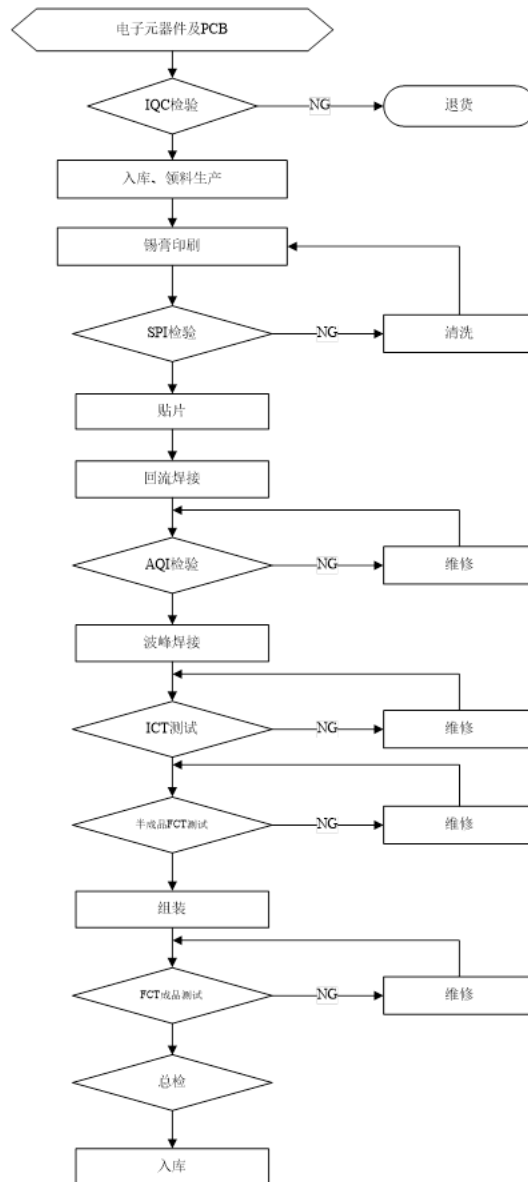 电子元器件及PCB
IQC检验
NG
退货
入库、领料生产
锡膏印刷
SPI检验
NG
清洗
贴片
回流焊接
AQI检验
NG
维修
波峰焊接
ICT测试
NG
维修
半成品FCT测试
NG
维修
组装
FCT成品测试
NG
维修
总检
入库